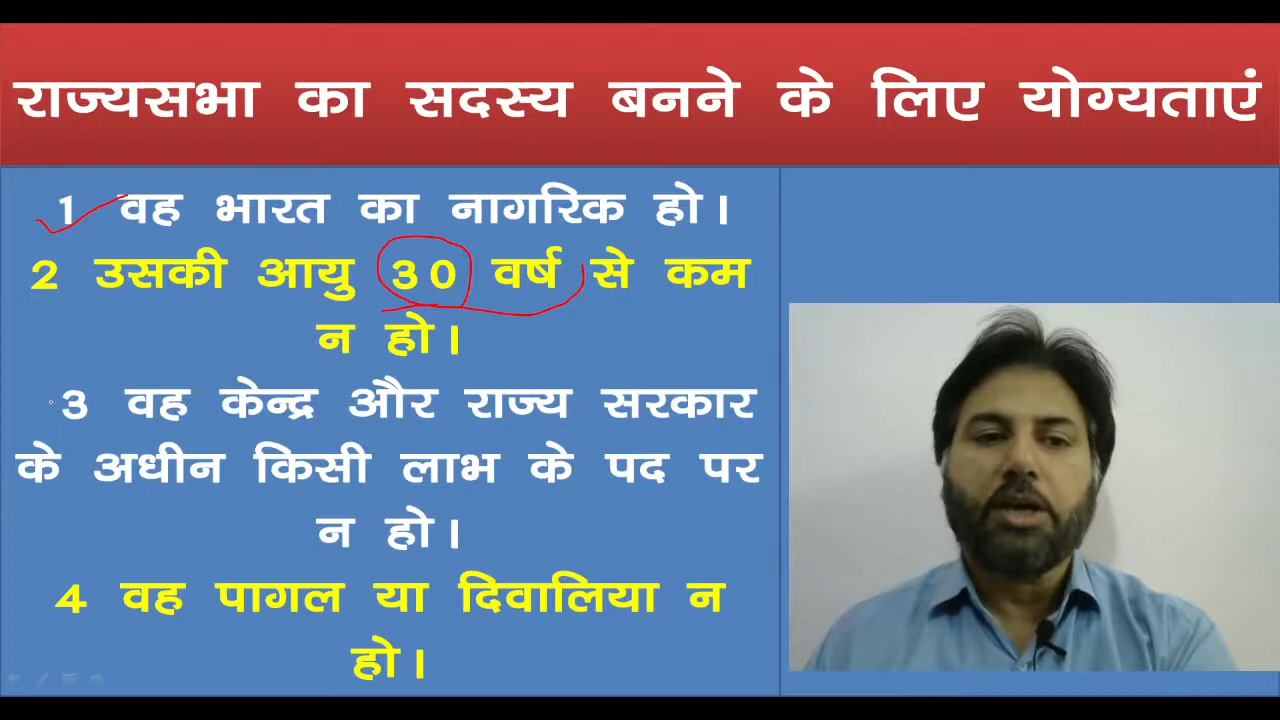 राज्यसभा का सदस्य बनने के लिए योग्यताएं
1 वह भारत का नागरिक हो।
2 उसकी आयु 30 वर्ष से कम
न हो।
3 वह केन्द्र और राज्य सरकार
के अधीन किसी लाभ के पद पर
न हो।
4 वह पागल या दिवालिया न
हो।